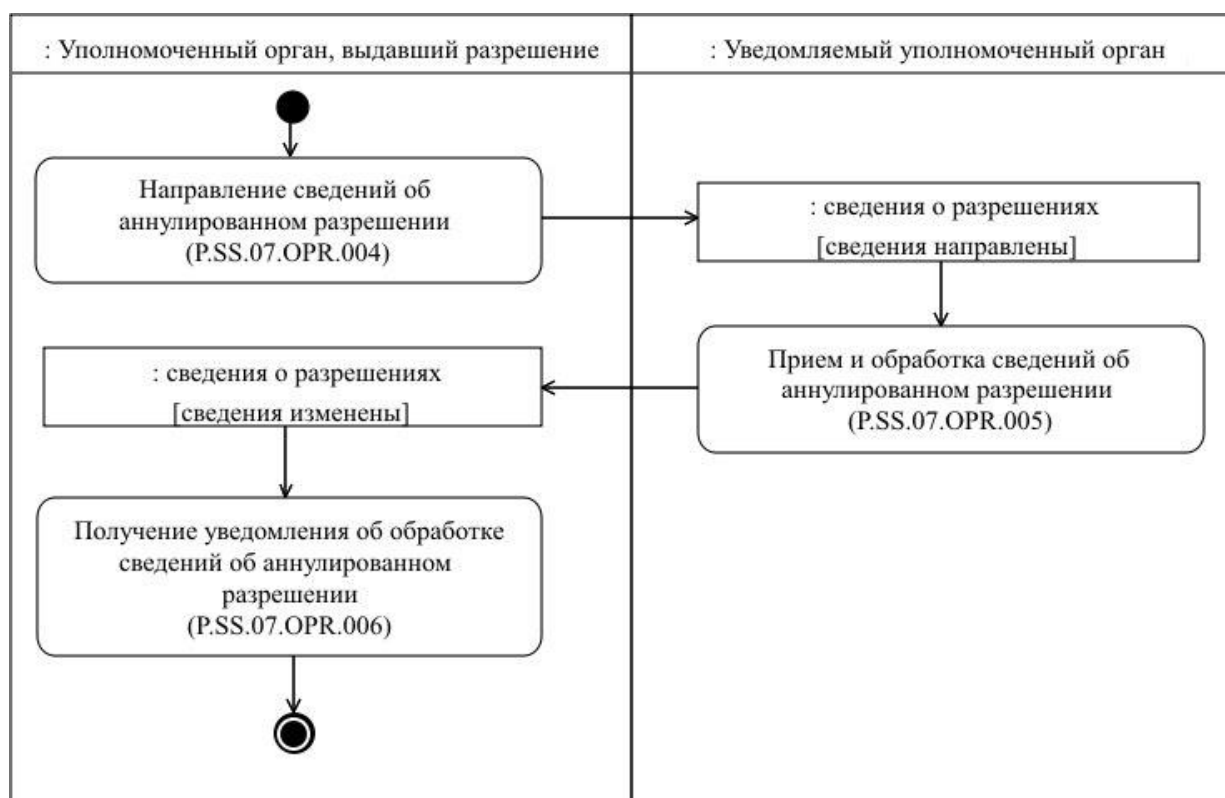 : Уполномоченный орган, выдавший разрешение
: Уведомляемый уполномоченный орган
Направление сведений об
аннулированном разрешении
(P.SS.07.OPR.004)
: сведения о разрешениях
[сведения направлены]
Прием и обработка сведений об
аннулированном разрешении
(P.SS.07.OPR.005)
: сведения о разрешениях
[сведения изменены]
Получение уведомления об обработке
сведений об аннулированном
разрешении
(P.SS.07.OPR.006)